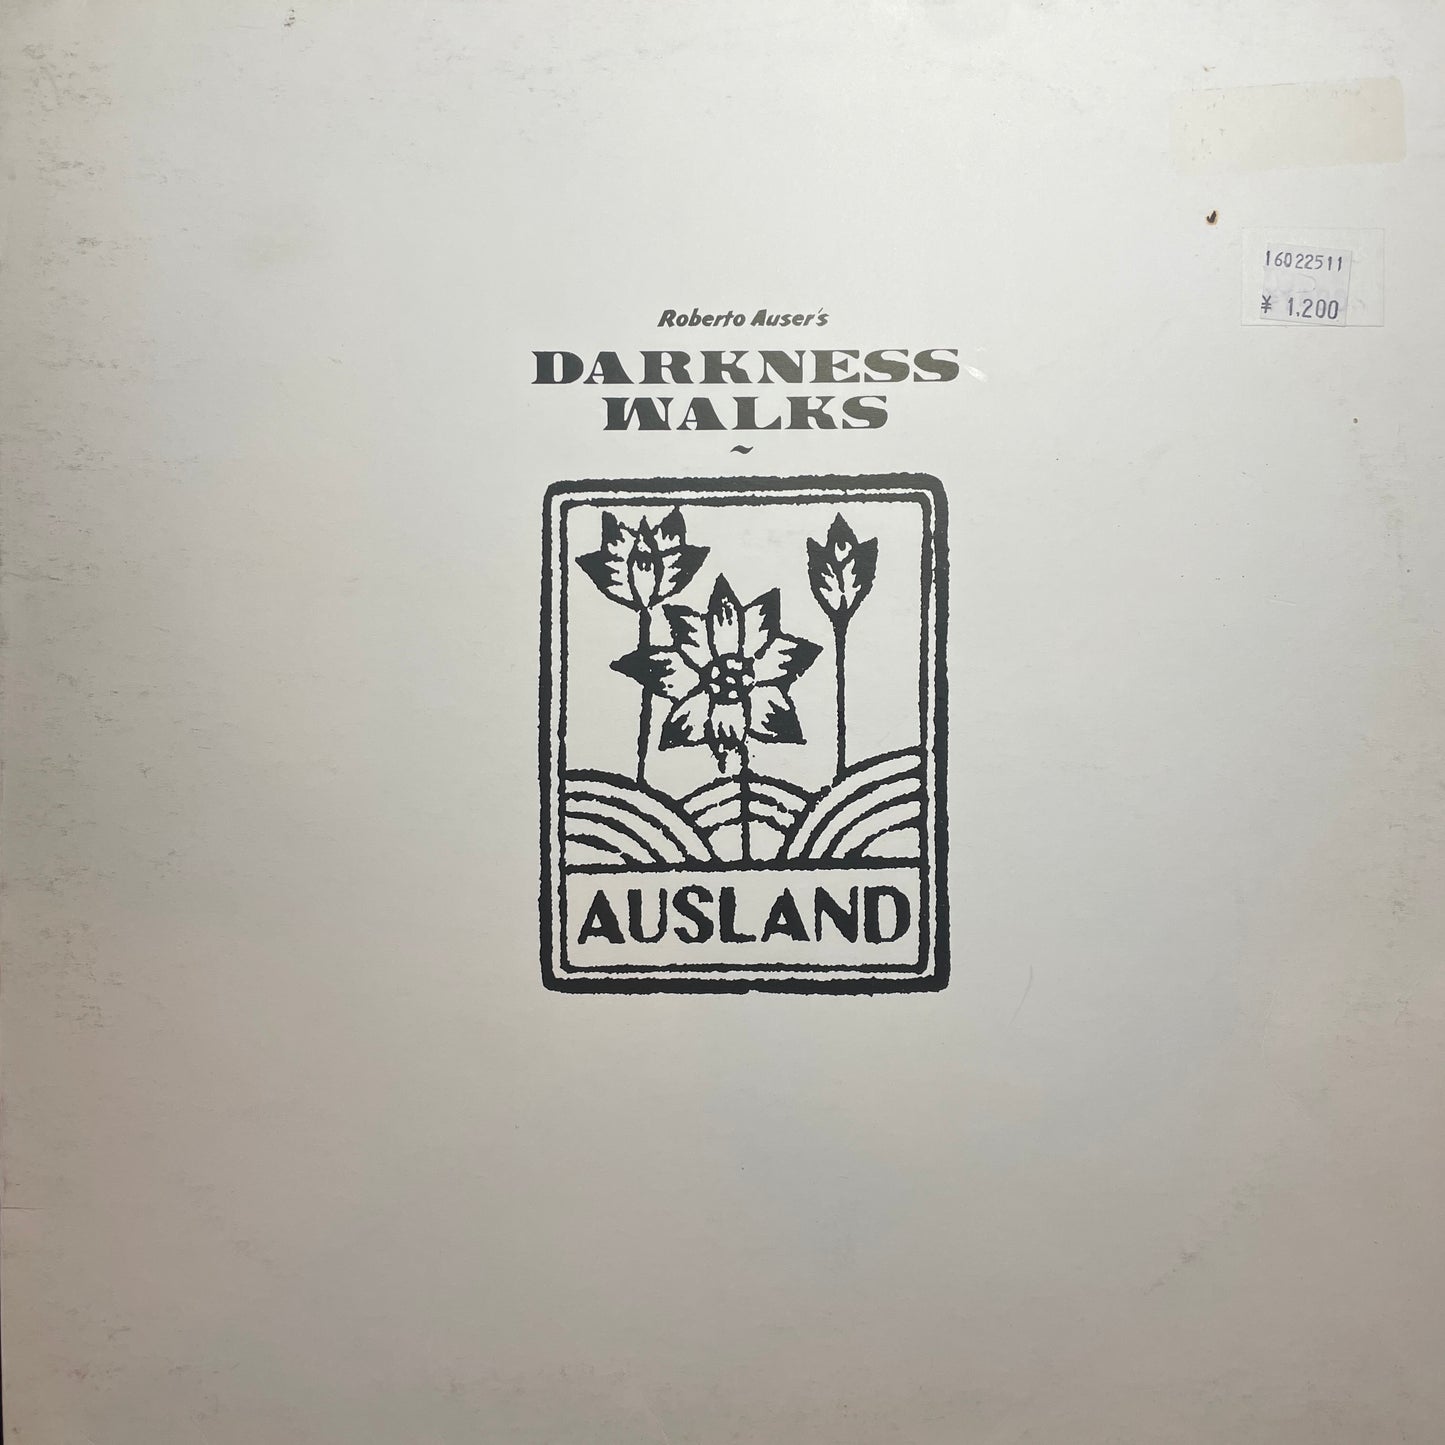 16022511
¥ 1,200
Roberto Auser's
DARKNESS
WALKS
~
AUSLAND